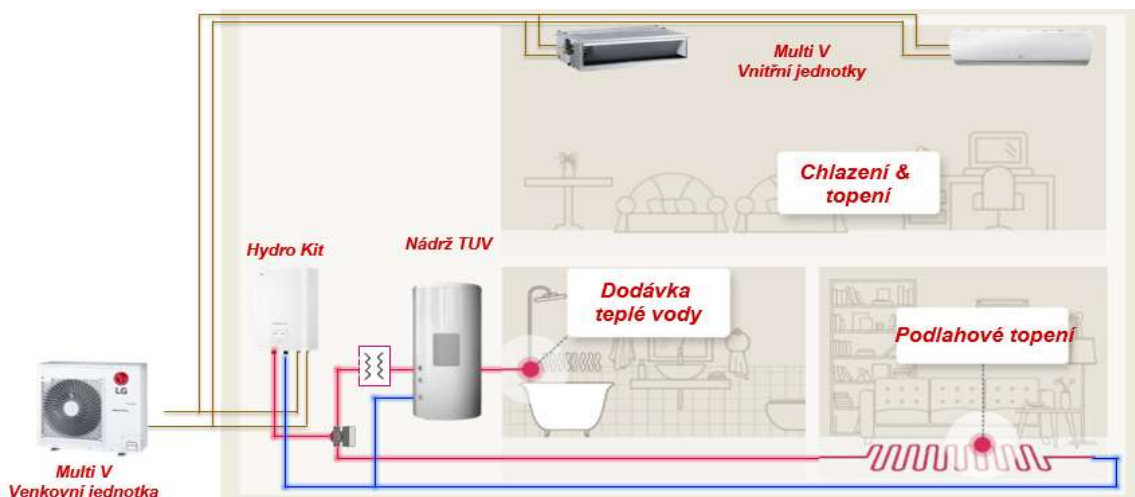 Multi V
Vnitřní jednotky
Chlazení &
topení
Hydro Kit
Nádrž TUV
Dodávka
teplé vody
Podlahové topení
LG
Multi V
Venkovní jednotka